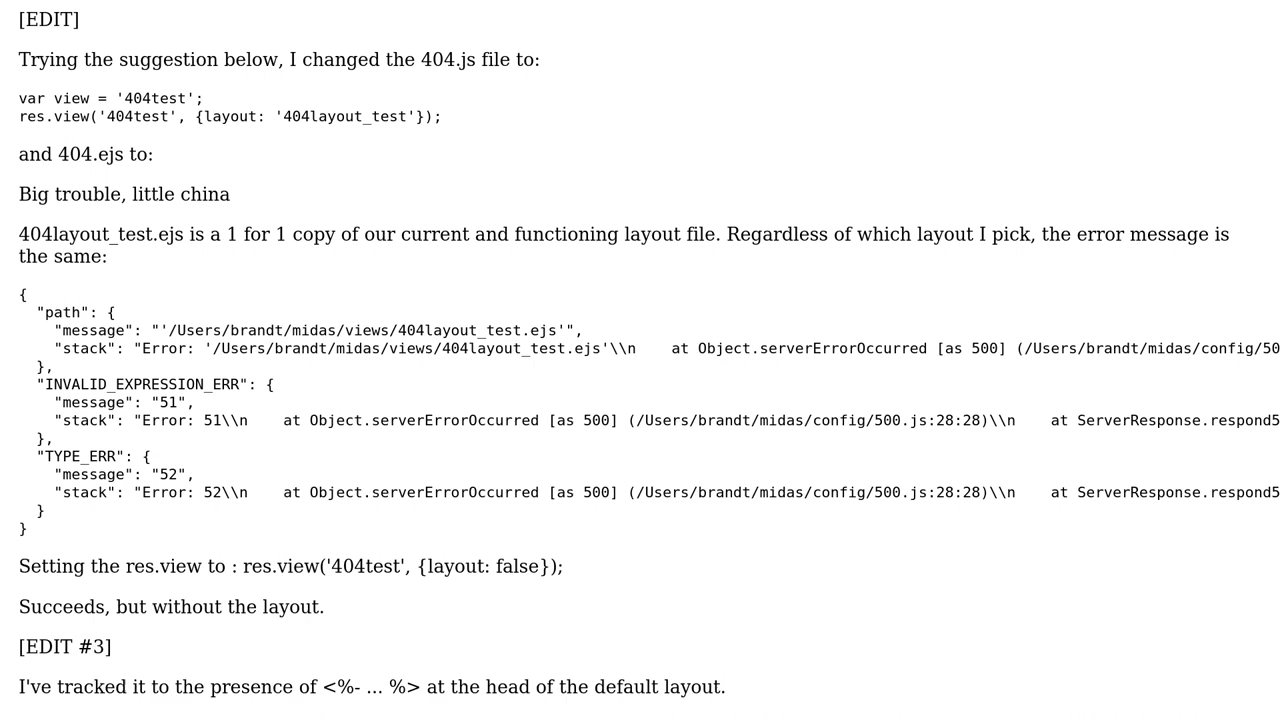 [EDIT]
Trying the suggestion below, I changed the 404.js file to:
var view = '404test';
res.view('404test', {layout: '404layout_test'});
and 404.ejs to:
Big trouble, little china
404layout_test.ejs is a 1 for 1 copy of our current and functioning layout file. Regardless of which layout I pick, the error message is
the same:
{
  "path": {
    "message": "'/Users/brandt/midas/views/404layout_test.ejs'",
    "stack": "Error: '/Users/brandt/midas/views/404layout_test.ejs'\\n    at Object.serverErrorOccurred [as 500] (/Users/brandt/midas/config/50
  },
  "INVALID_EXPRESSION_ERR": {
    "message": "51",
    "stack": "Error: 51\\n    at Object.serverErrorOccurred [as 500] (/Users/brandt/midas/config/500.js:28:28)\\n    at ServerResponse.respond5
  },
  "TYPE_ERR": {
    "message": "52",
    "stack": "Error: 52\\n    at Object.serverErrorOccurred [as 500] (/Users/brandt/midas/config/500.js:28:28)\\n    at ServerResponse.respond5
  }
}
Setting the res.view to : res.view('404test', {layout: false});
Succeeds, but without the layout.
[EDIT #3]
I've tracked it to the presence of <%- ... %> at the head of the default layout.